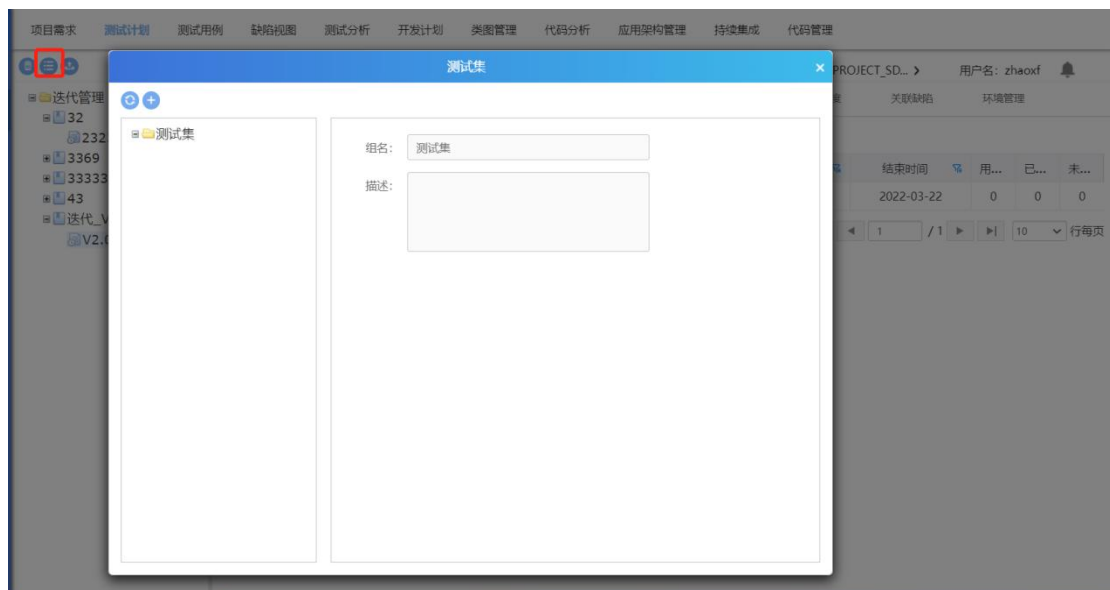 项目需求 测试计划 测试用例 缺陷视图 测试分析 开发计划 类图管理 代码分析 应用架构管理 持续集成 代码管理
测试集 ×
PROJECT_SD... > 用户名: zhaoxf
迭代管理
关联缺陷 环境管理
32
232
3369
33333
43
迭代_V
V2.0
测试集
组名: 测试集
描述:
结束时间 用... 已... 未...
2022-03-22 0 0 0
1 / 1 10 行每页